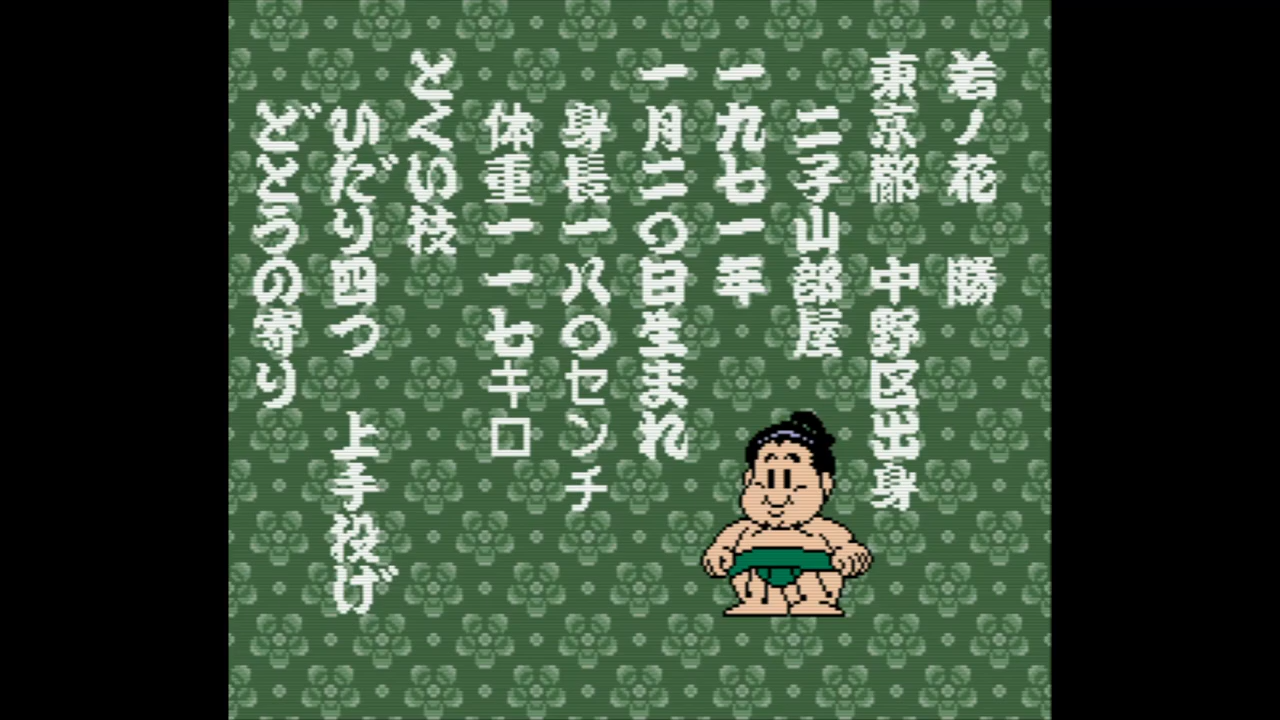 若ノ花　勝
東京都　中野区出身
二子山部屋
一九七一年
一月二〇日生まれ
身長一八〇センチ
体重一一七キロ
とくい技
ひだり四つ　上手役げ
どとうの寄り